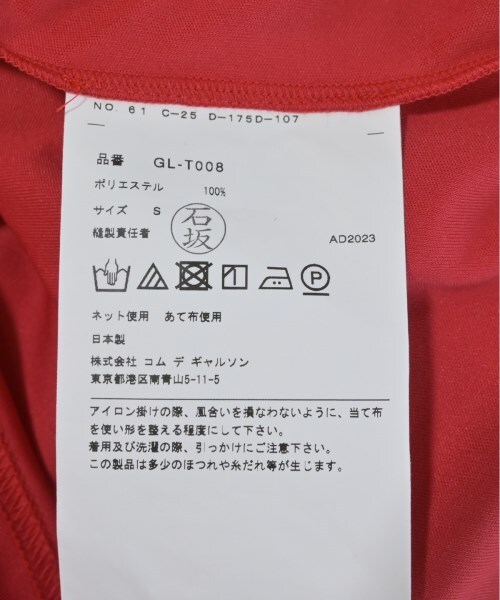 NO. 61 C-25 D-175D-107
品番 GL-T008
ポリエステル 100%
サイズ S
縫製責任者 石坂
AD2023
ネット使用 あて布使用
日本製
株式会社 コム デ ギャルソン
東京都港区南青山5-11-5
アイロン掛けの際、風合いを損なわないように、当て布
を使い形を整える程度にして下さい。
着用及び洗濯の際、引っかけにご注意下さい。
この製品は多少のほつれや糸だれ等が生じます。